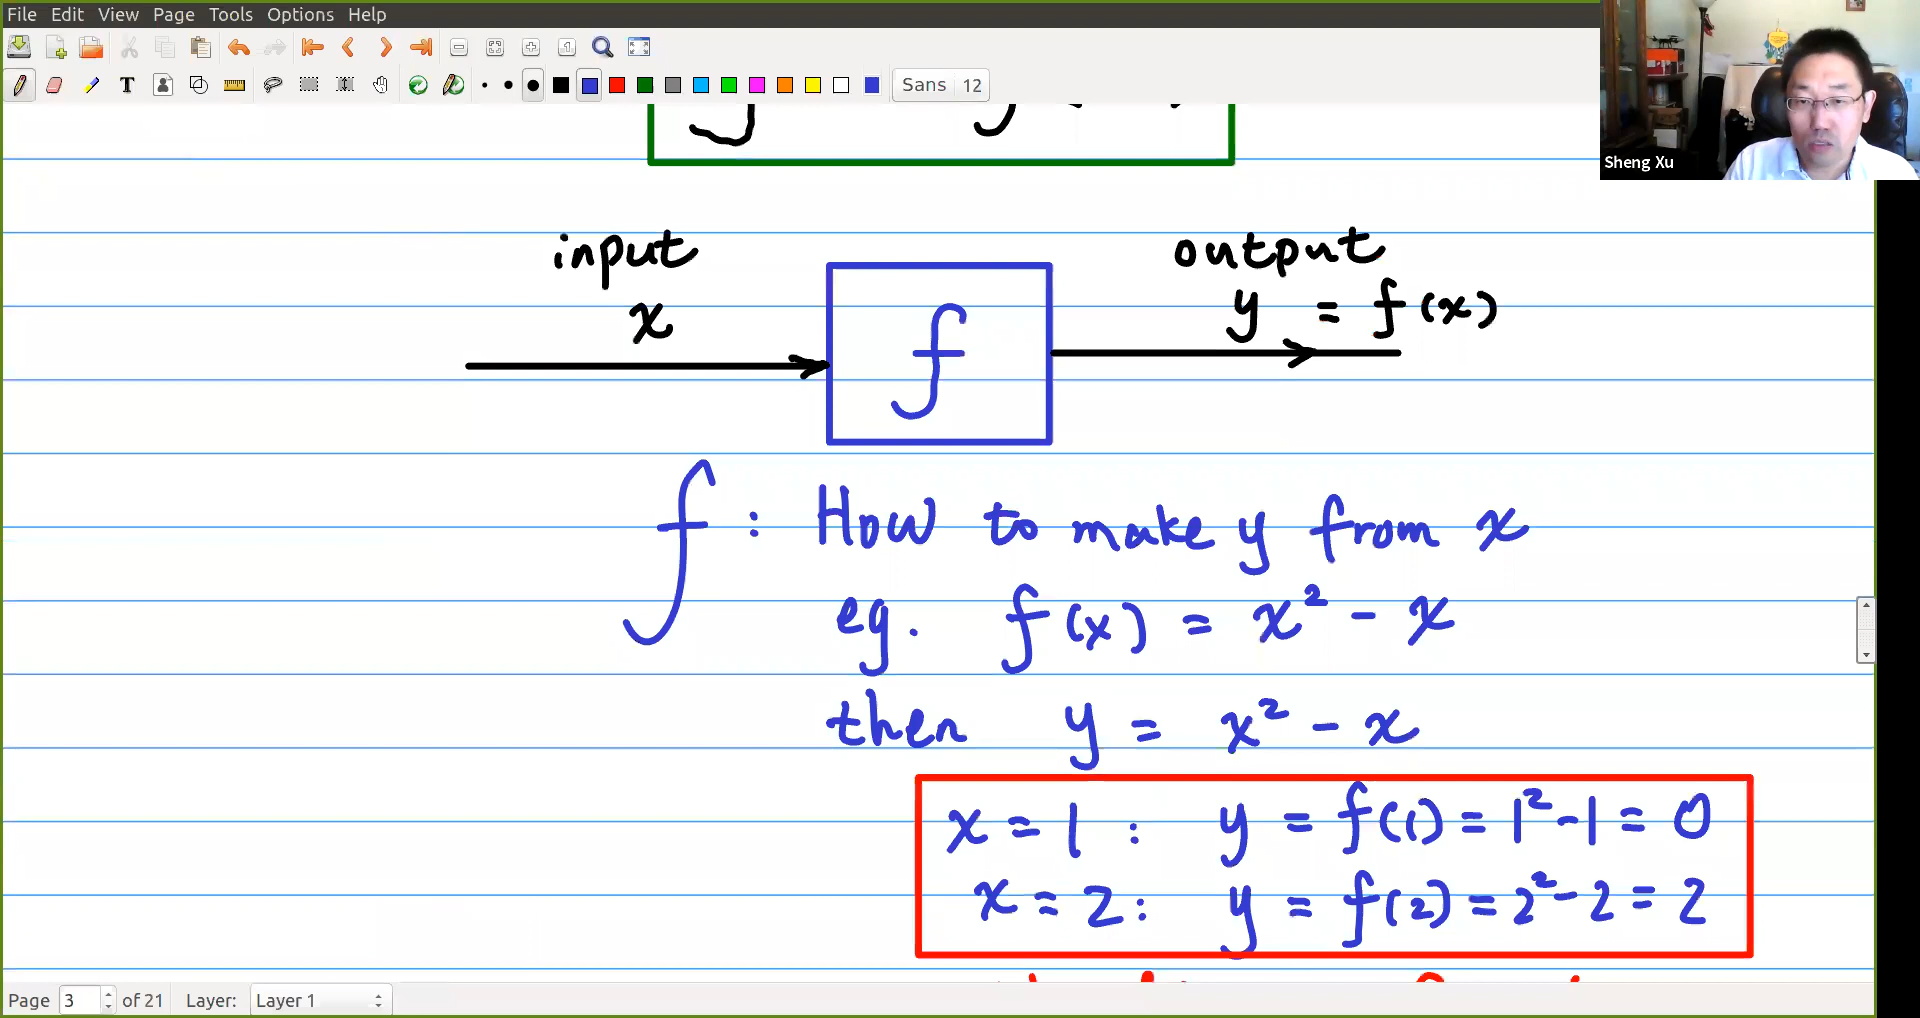 File Edit View Page Tools Options Help
Sans 12
Sheng Xu
input
output
x
y = f(x)
f
f : How to make y from x
eg. f(x) = x² - x
then y = x² - x
x = 1 : y = f(1) = 1² - 1 = 0
x = 2 : y = f(2) = 2² - 2 = 2
Page 3 of 21 Layer: Layer 1